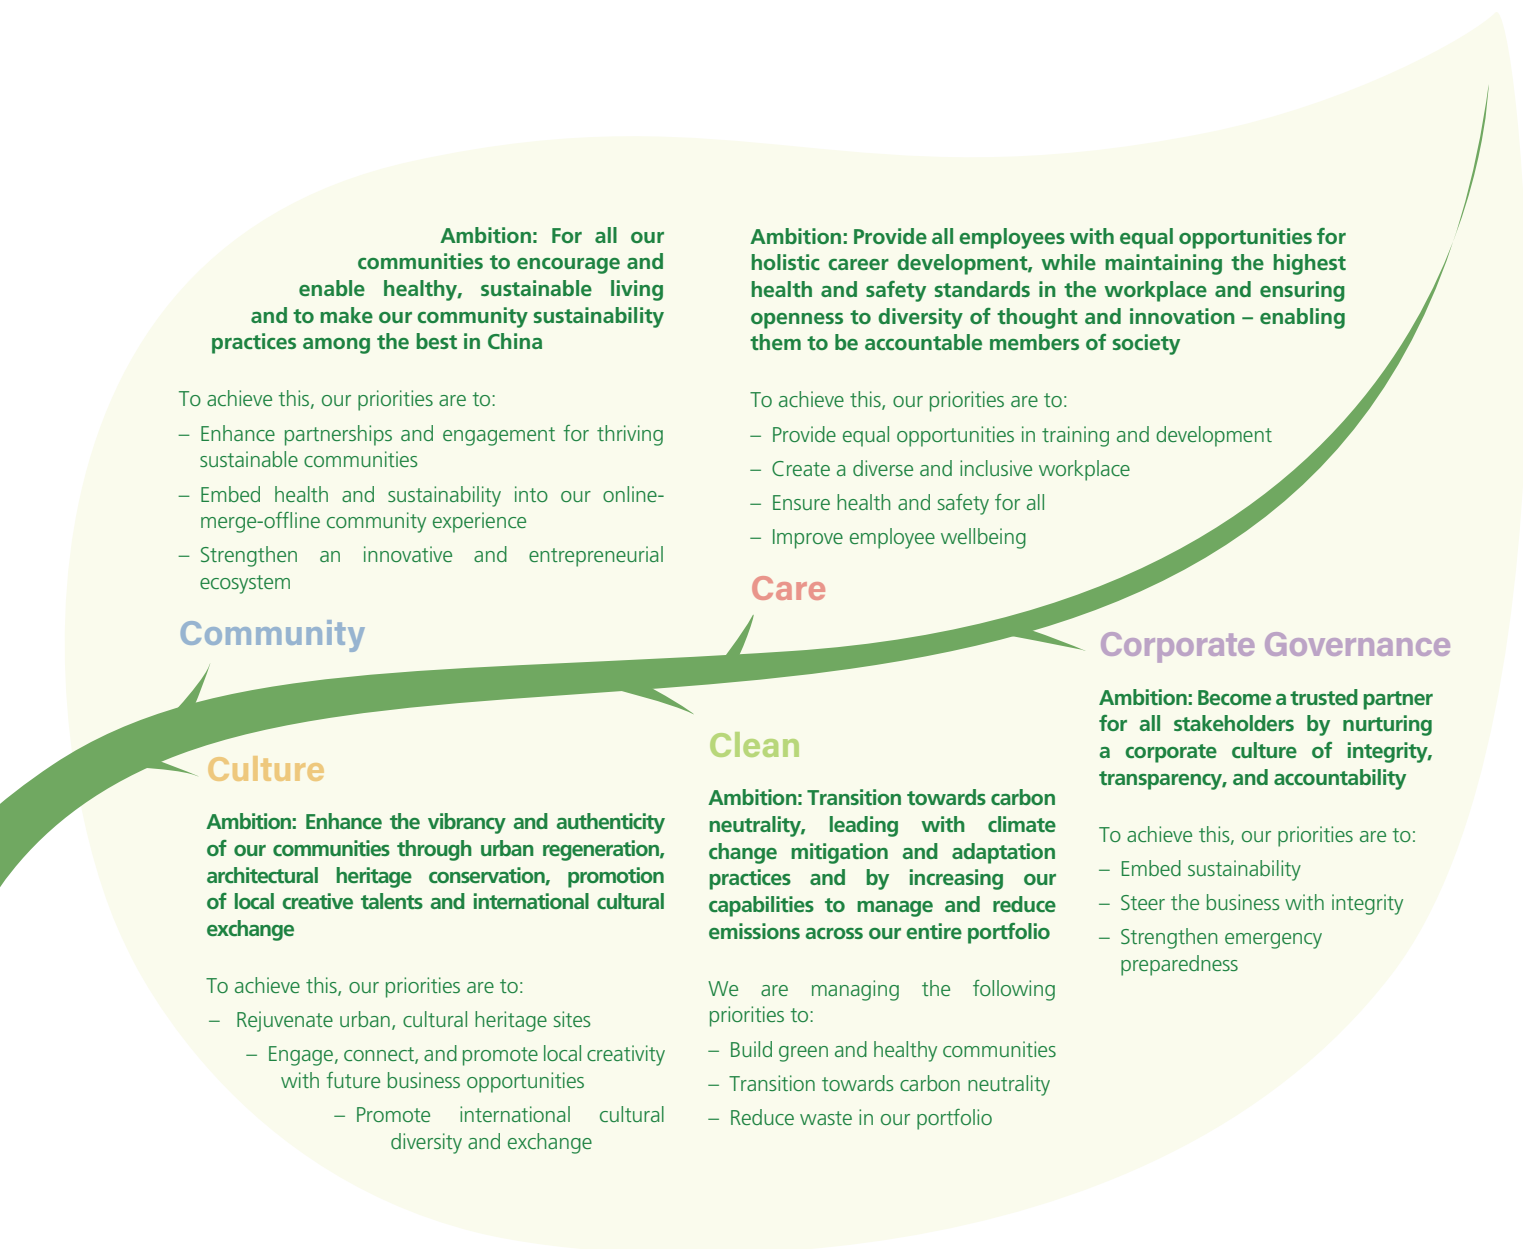 Ambition: For all our
communities to encourage and
enable healthy, sustainable living
and to make our community sustainability
practices among the best in China
To achieve this, our priorities are to:
– Enhance partnerships and engagement for thriving
sustainable communities
– Embed health and sustainability into our online-
merge-offline community experience
– Strengthen an innovative and entrepreneurial
ecosystem
Community
Ambition: Provide all employees with equal opportunities for
holistic career development, while maintaining the highest
health and safety standards in the workplace and ensuring
openness to diversity of thought and innovation – enabling
them to be accountable members of society
To achieve this, our priorities are to:
– Provide equal opportunities in training and development
– Create a diverse and inclusive workplace
– Ensure health and safety for all
– Improve employee wellbeing
Care
Culture
Ambition: Enhance the vibrancy and authenticity
of our communities through urban regeneration,
architectural heritage conservation, promotion
of local creative talents and international cultural
exchange
To achieve this, our priorities are to:
– Rejuvenate urban, cultural heritage sites
– Engage, connect, and promote local creativity
with future business opportunities
– Promote international cultural
diversity and exchange
Clean
Ambition: Transition towards carbon
neutrality, leading with climate
change mitigation and adaptation
practices and by increasing our
capabilities to manage and reduce
emissions across our entire portfolio
We are managing the following
priorities to:
– Build green and healthy communities
– Transition towards carbon neutrality
– Reduce waste in our portfolio
Corporate Governance
Ambition: Become a trusted partner
for all stakeholders by nurturing
a corporate culture of integrity,
transparency, and accountability
To achieve this, our priorities are to:
– Embed sustainability
– Steer the business with integrity
– Strengthen emergency
preparedness